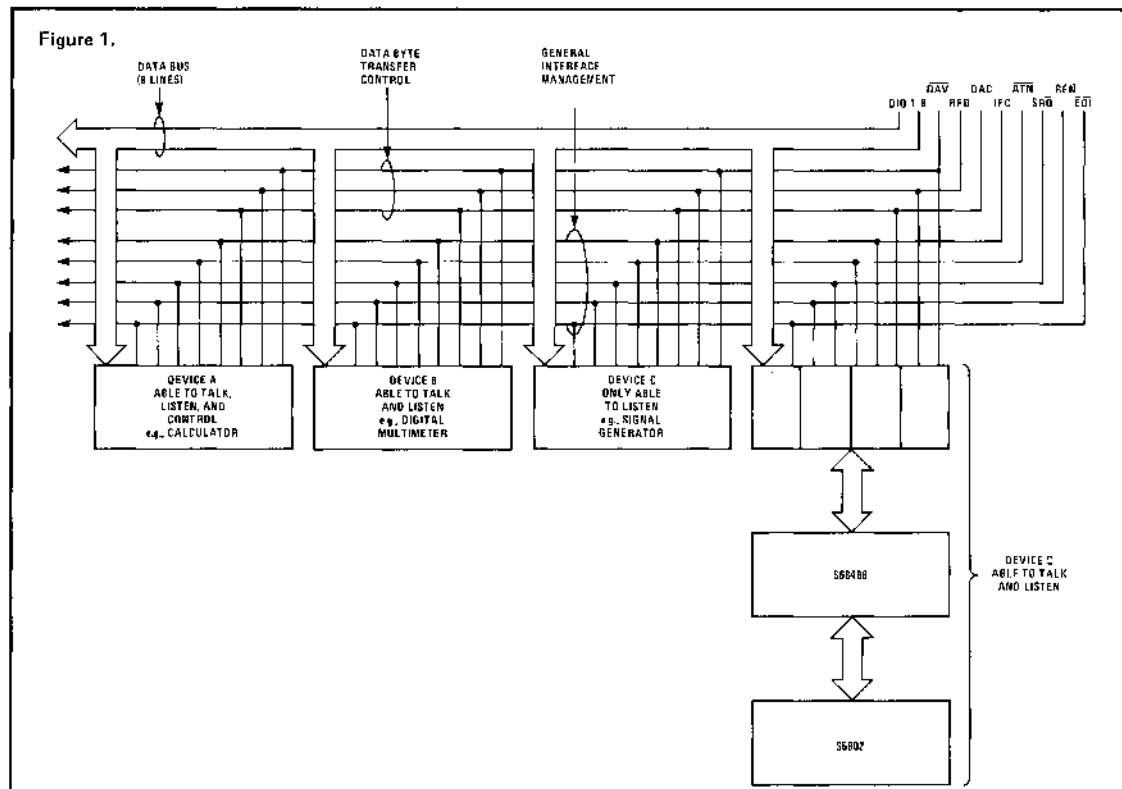 Figure 1.
DATA BUS
(8 LINES)
DATA BYTE
TRANSFER
CONTROL
GENERAL
INTERFACE
MANAGEMENT
DAV DAC ATN REN
DIO 1 8 RFD IFC SRQ EOI
DEVICE A
ABLE TO TALK,
LISTEN, AND
CONTROL
e.g., CALCULATOR
DEVICE B
ABLE TO TALK
AND LISTEN
e.g., DIGITAL
MULTIMETER
DEVICE C
ONLY ABLE
TO LISTEN
e.g., SIGNAL
GENERATOR
S68488
DEVICE C
ABLE TO TALK
AND LISTEN
S6802